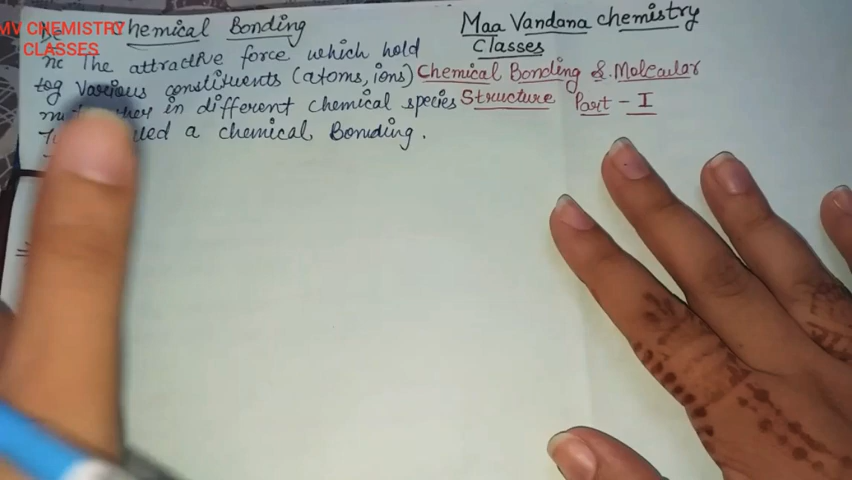 MV CHEMISTRY
CLASSES
Chemical Bonding
The attractive force which hold
various constituents (atoms, ions)
in different chemical species
a chemical Bonding.
Maa Vandana chemistry
Classes
Chemical Bonding & Molecular
Structure Part - I